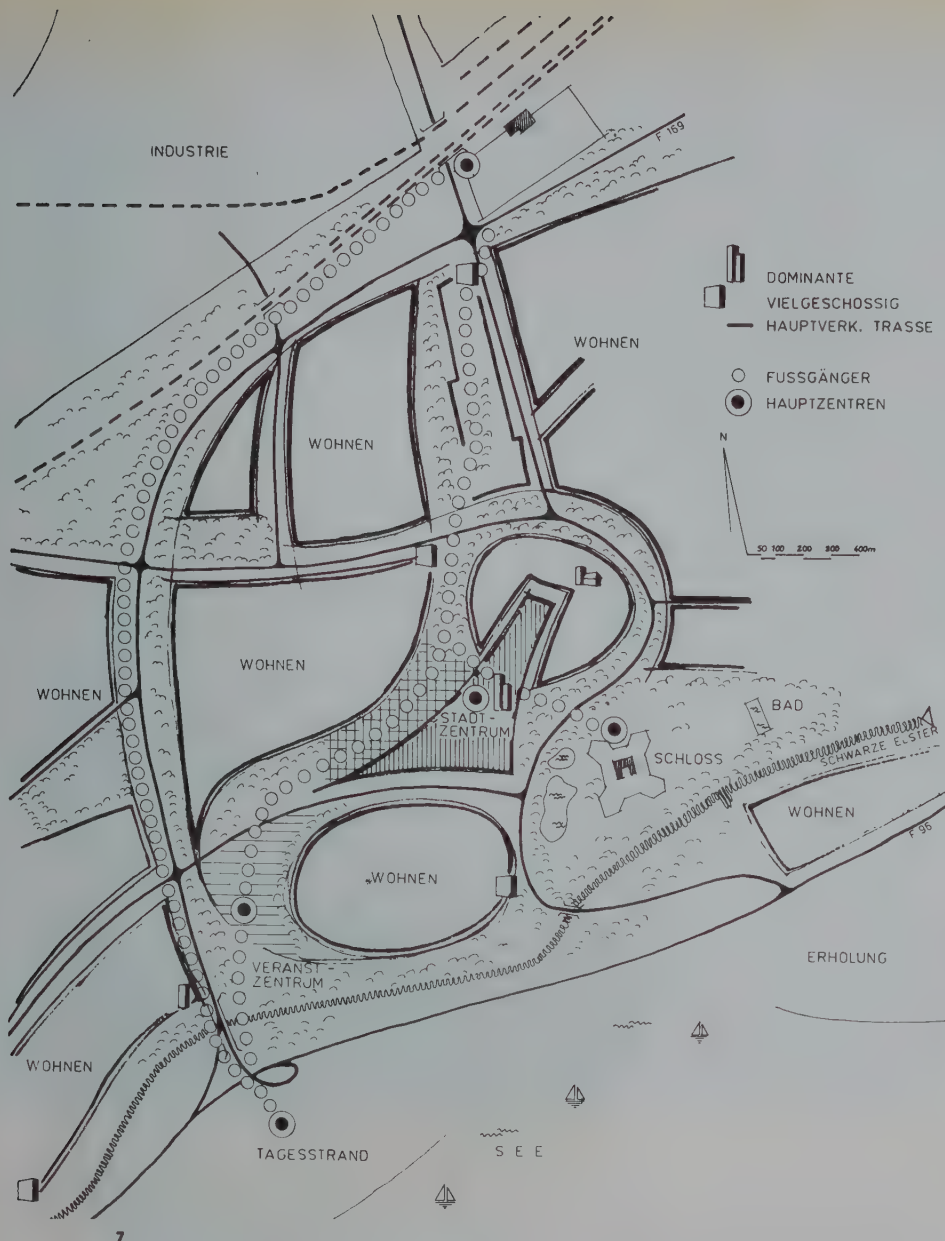 INDUSTRIE
F 169
DOMINANTE
VIELGESCHOSSIG
HAUPTVERK. TRASSE
WOHNEN
FUSSGÄNGER
HAUPTZENTREN
WOHNEN
N
50 100 200 300 400m
WOHNEN
WOHNEN
STADT-
ZENTRUM
BAD
SCHLOSS
SCHWARZE ELSTER
WOHNEN
F 96
WOHNEN
ERHOLUNG
VERANST-
ZENTRUM
WOHNEN
TAGESSTRAND
SEE
7